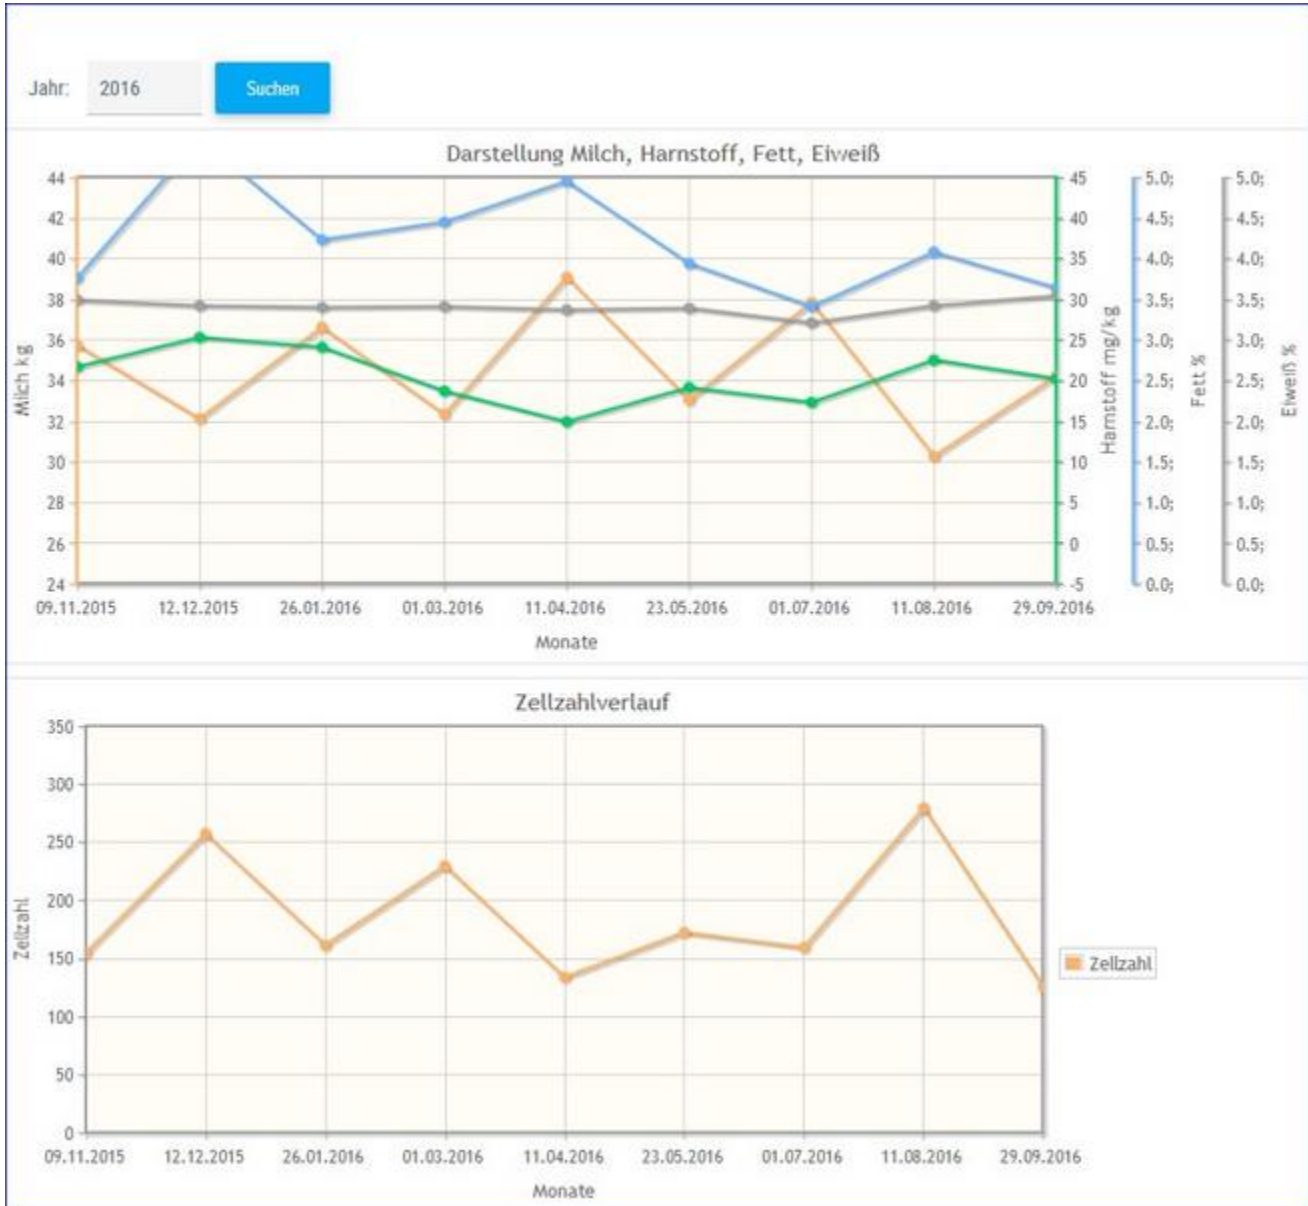 Jahr: 2016 Suchen
Darstellung Milch, Harnstoff, Fett, Eiweiß
44 45 5.0; 5.0;
42 40 4.5; 4.5;
40 35 4.0; 4.0;
38 30 3.5; 3.5;
36 25 3.0; 3.0;
34 20 2.5; 2.5;
32 15 2.0; 2.0;
30 10 1.5; 1.5;
28 5 1.0; 1.0;
26 0 0.5; 0.5;
24 -5 0.0; 0.0;
Milch kg
Harnstoff mg/kg
Fett %
Eiweiß %
09.11.2015 12.12.2015 26.01.2016 01.03.2016 11.04.2016 23.05.2016 01.07.2016 11.08.2016 29.09.2016
Monate
Zellzahlverlauf
350
300
250
200
150
100
50
0
Zellzahl
Zellzahl
09.11.2015 12.12.2015 26.01.2016 01.03.2016 11.04.2016 23.05.2016 01.07.2016 11.08.2016 29.09.2016
Monate